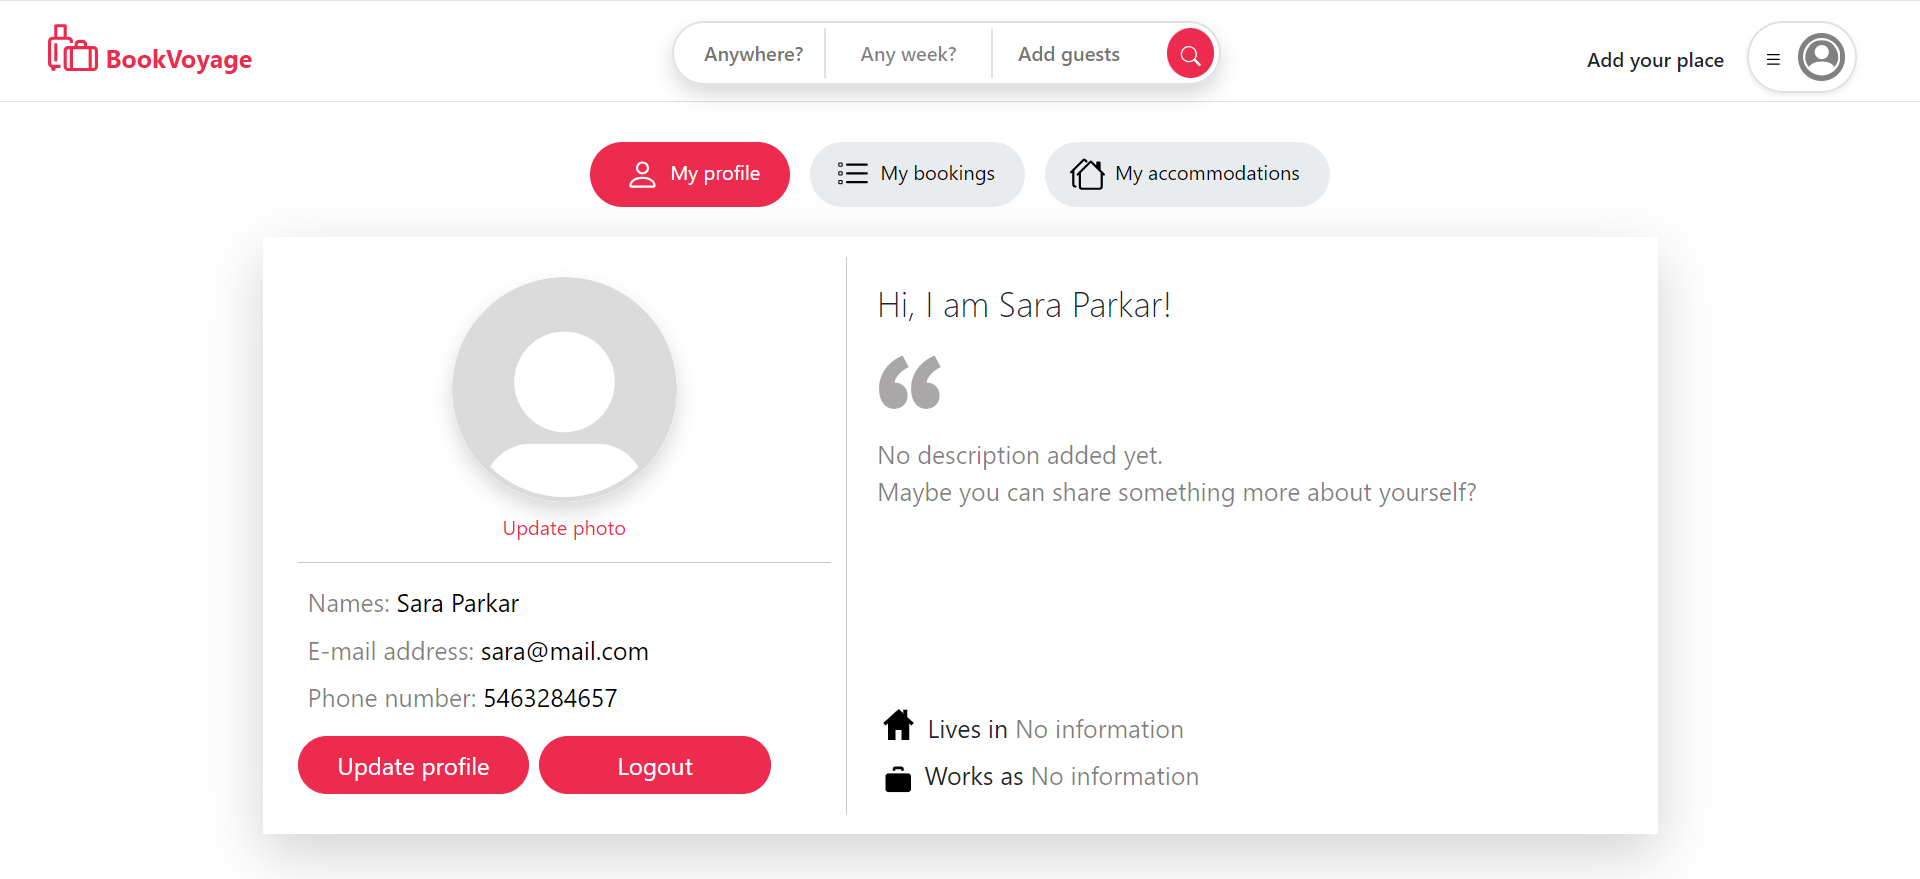 BookVoyage
Anywhere? Any week? Add guests
Add your place
My profile
My bookings
My accommodations
Update photo
Names: Sara Parkar
E-mail address: sara@mail.com
Phone number: 5463284657
Update profile
Logout
Hi, I am Sara Parkar!
“
No description added yet.
Maybe you can share something more about yourself?
Lives in No information
Works as No information